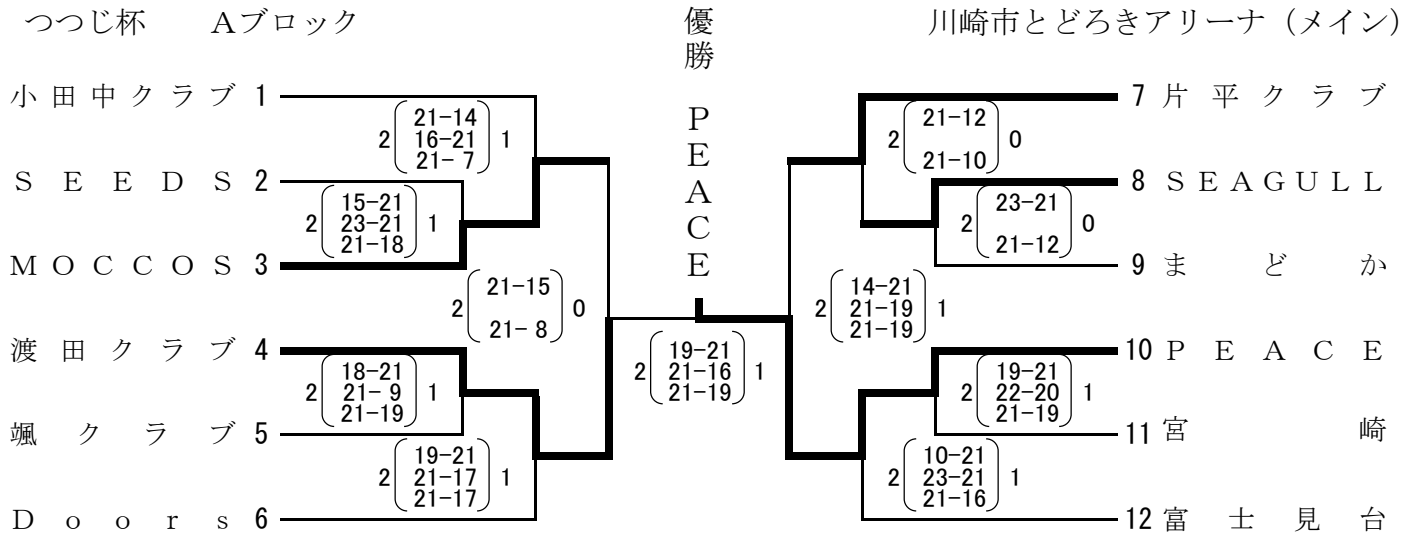 つつじ杯 Aブロック
優勝 PEACE
川崎市とどろきアリーナ（メイン）
小田中クラブ 1
SEEDS 2
MOCCOS 3
渡田クラブ 4
颯クラブ 5
Doors 6
2 21-14 1
16-21
21- 7
2 15-21 1
23-21
21-18
2 21-15 0
21- 8
2 18-21 1
21- 9
21-19
2 19-21 1
21-17
21-17
2 19-21 1
21-16
21-19
7 片平クラブ
8 SEAGULL
9 まどか
10 PEACE
11 宮崎
12 富士見台
2 21-12 0
21-10
2 23-21 0
21-12
2 14-21 1
21-19
21-19
2 19-21 1
22-20
21-19
2 10-21 1
23-21
21-16